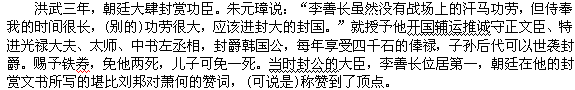 洪武三年，朝廷大肆封赏功臣。朱元璋说：“李善长虽然没有战场上的汗马功劳，但侍奉
我的时间很长，(别的)功劳很大，应该进封大的封国。”就授予他开国辅运推诚守正文臣、特
进光禄大夫、太师、中书左丞相，封爵韩国公，每年享受四千石的俸禄，子孙后代可以世袭封
爵。赐予铁券，免他两死，儿子可免一死。当时封公的大臣，李善长位居第一，朝廷在他的封
赏文书所写的堪比刘邦对萧何的赞词，(可说是)称赞到了顶点。